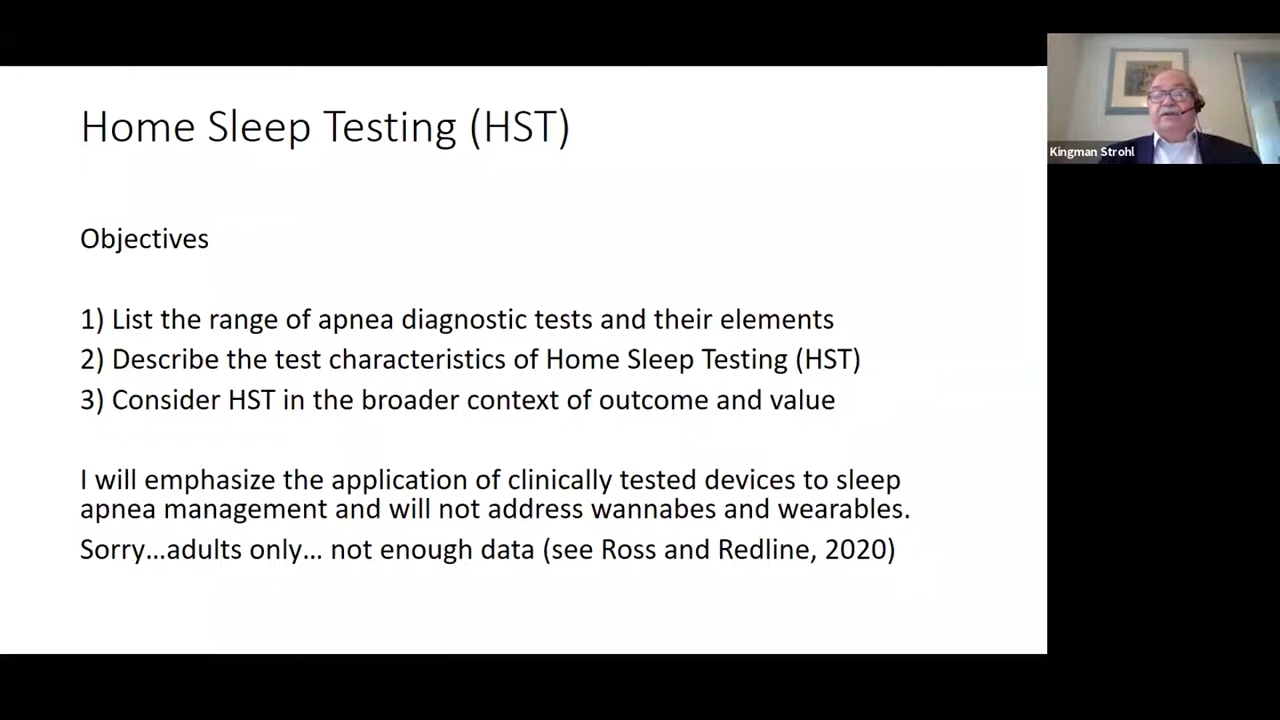 Home Sleep Testing (HST)
Kingman Strohl
Objectives
1) List the range of apnea diagnostic tests and their elements
2) Describe the test characteristics of Home Sleep Testing (HST)
3) Consider HST in the broader context of outcome and value
I will emphasize the application of clinically tested devices to sleep
apnea management and will not address wannabes and wearables.
Sorry…adults only… not enough data (see Ross and Redline, 2020)